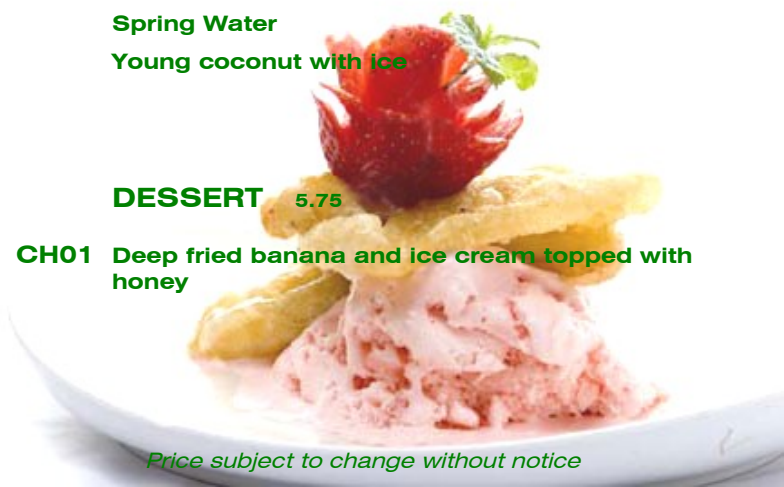 Spring Water
Young coconut with ice
DESSERT 5.75
CH01 Deep fried banana and ice cream topped with
honey
Price subject to change without notice